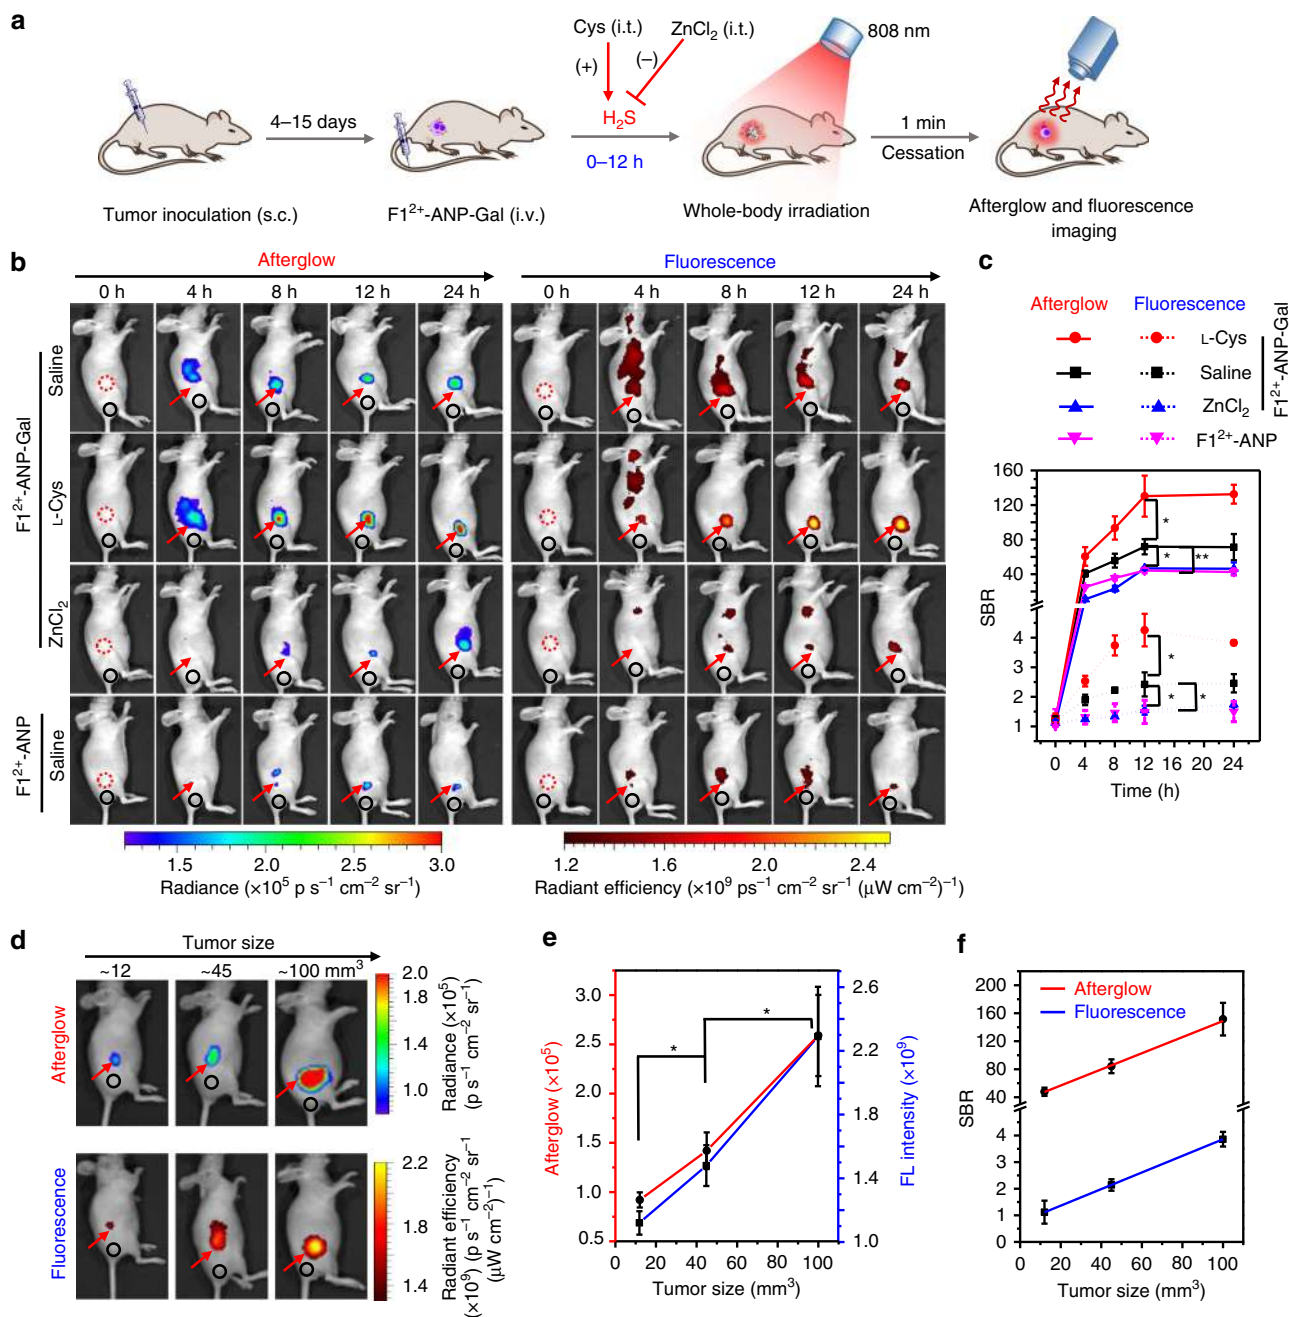 a
Cys (i.t.)
ZnCl₂ (i.t.)
808 nm
(+)
(−)
4–15 days
H₂S
1 min
0–12 h
Cessation
Tumor inoculation (s.c.)
F1²⁺-ANP-Gal (i.v.)
Whole-body irradiation
Afterglow and fluorescence
imaging
b
Afterglow
Fluorescence
0 h 4 h 8 h 12 h 24 h
0 h 4 h 8 h 12 h 24 h
F1²⁺-ANP-Gal
Saline
L-Cys
ZnCl₂
F1²⁺-ANP
Saline
1.5 2.0 2.5 3.0
Radiance (×10⁵ p s⁻¹ cm⁻² sr⁻¹)
1.2 1.6 2.0 2.4
Radiant efficiency (×10⁹ ps⁻¹ cm⁻² sr⁻¹ (μW cm⁻²)⁻¹)
c
Afterglow Fluorescence
L-Cys
Saline
ZnCl₂
F1²⁺-ANP
F1²⁺-ANP-Gal
160
120
80
40
4
3
2
1
SBR
*
* **
*
* *
0 4 8 12 16 20 24
Time (h)
d
Tumor size
~12 ~45 ~100 mm³
Afterglow
2.0
1.8
1.4
1.0
Radiance (×10⁵)
(p s⁻¹ cm⁻² sr⁻¹)
Fluorescence
2.2
1.8
1.4
Radiant efficiency
(×10⁹) (p s⁻¹ cm⁻² sr⁻¹
(μW cm⁻²)⁻¹)
e
3.0
2.5
2.0
1.5
1.0
0.5
Afterglow (×10⁵)
* *
2.6
2.2
1.8
1.4
1.0
FL intensity (×10⁹)
0 20 40 60 80 100
Tumor size (mm³)
f
200
160
120
80
40
4
3
2
1
0
SBR
Afterglow
Fluorescence
0 20 40 60 80 100
Tumor size (mm³)